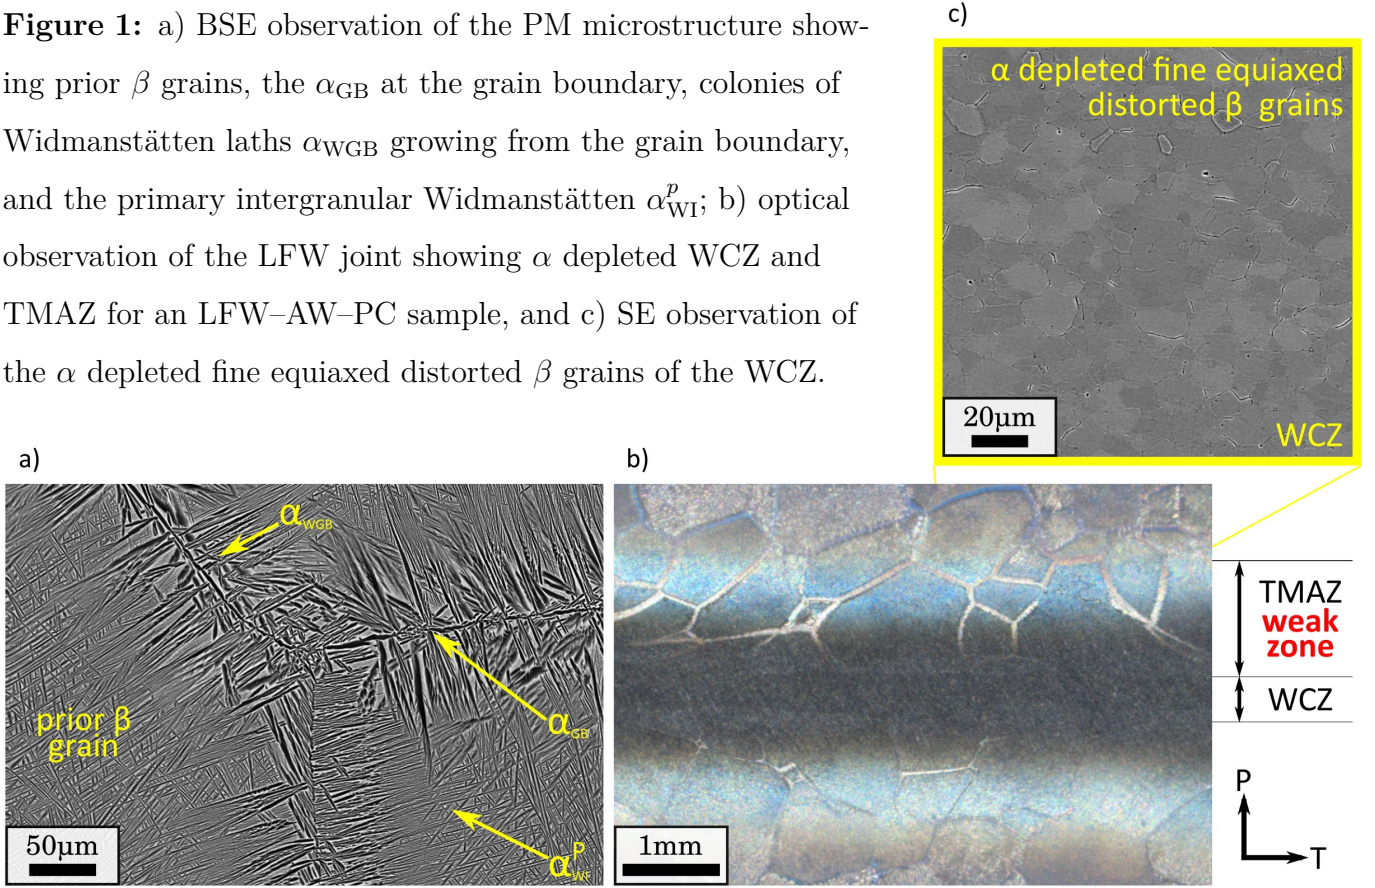 Figure 1: a) BSE observation of the PM microstructure show-
ing prior β grains, the αGB at the grain boundary, colonies of
Widmanstätten laths αWGB growing from the grain boundary,
and the primary intergranular Widmanstätten αpWI; b) optical
observation of the LFW joint showing α depleted WCZ and
TMAZ for an LFW–AW–PC sample, and c) SE observation of
the α depleted fine equiaxed distorted β grains of the WCZ.
c)
α depleted fine equiaxed
distorted β grains
20μm
WCZ
a)
αWGB
αGB
prior β
grain
αPWI
50μm
b)
1mm
TMAZ
weak
zone
WCZ
P
T